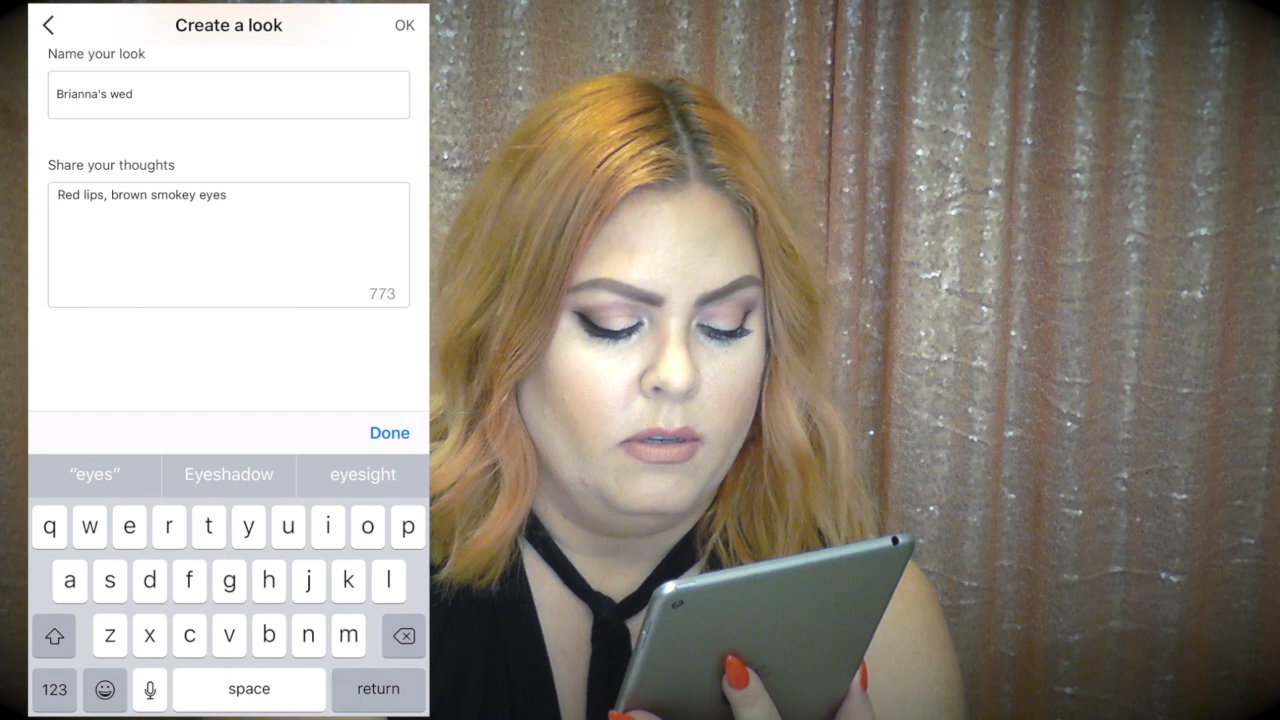 Create a look
OK
Name your look
Brianna's wed
Share your thoughts
Red lips, brown smokey eyes
773
Done
“eyes” Eyeshadow eyesight
q w e r t y u i o p
a s d f g h j k l
z x c v b n m
123 space return